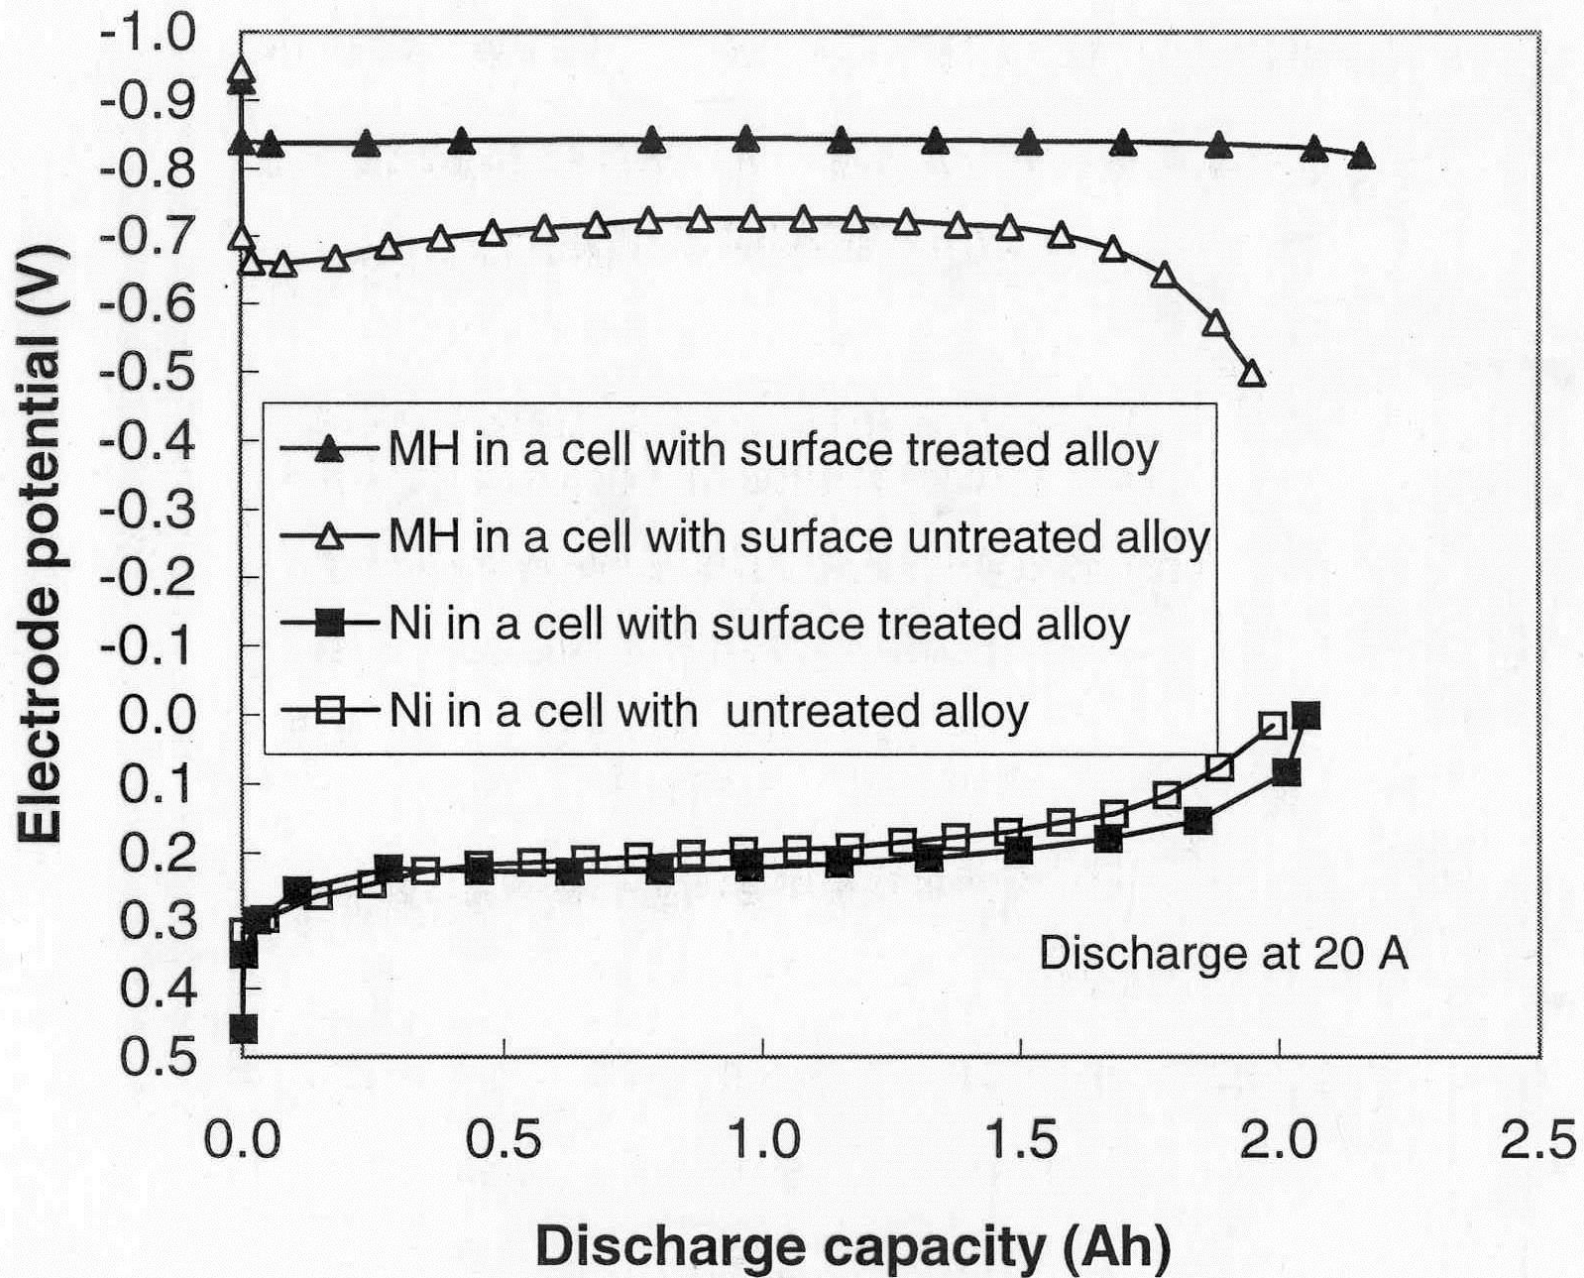 -1.0
-0.9
-0.8
-0.7
-0.6
-0.5
-0.4
-0.3
-0.2
-0.1
0.0
0.1
0.2
0.3
0.4
0.5
Electrode potential (V)
MH in a cell with surface treated alloy
MH in a cell with surface untreated alloy
Ni in a cell with surface treated alloy
Ni in a cell with untreated alloy
Discharge at 20 A
0.0 0.5 1.0 1.5 2.0 2.5
Discharge capacity (Ah)